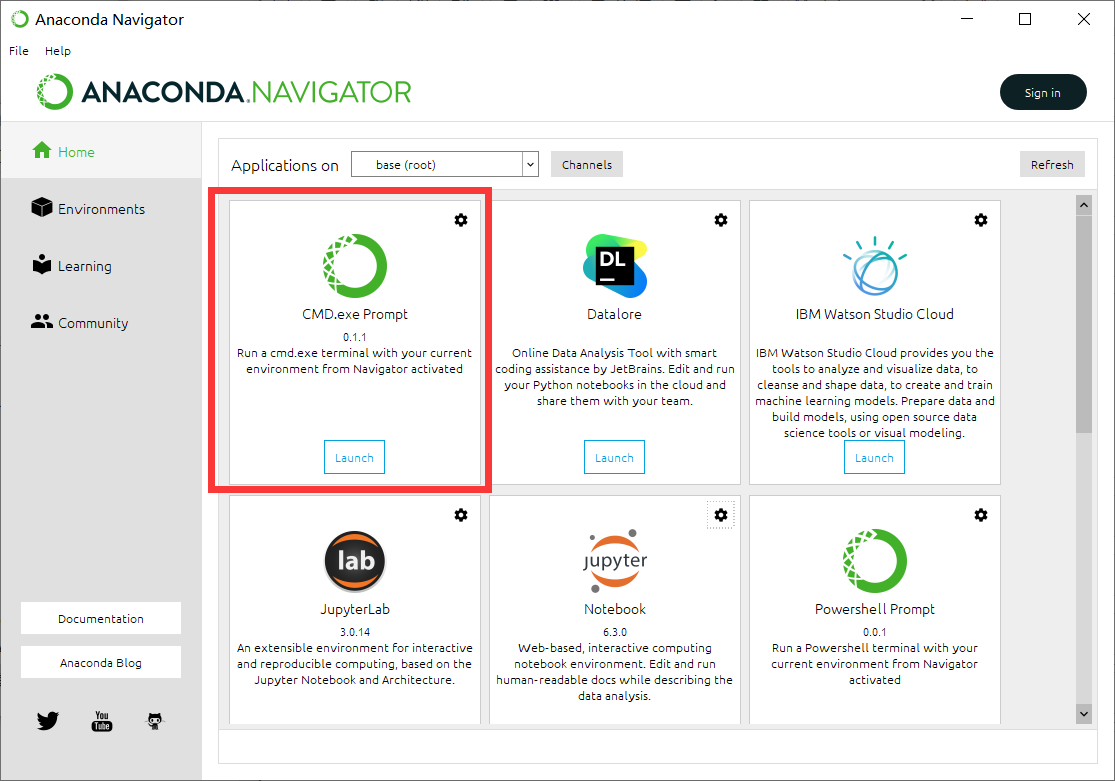 Anaconda Navigator
File Help
ANACONDA.NAVIGATOR
Sign in
Home
Environments
Learning
Community
Documentation
Anaconda Blog
You
Tube
Applications on base (root) Channels Refresh
CMD.exe Prompt
0.1.1
Run a cmd.exe terminal with your current
environment from Navigator activated
Launch
DL
Datalore
Online Data Analysis Tool with smart
coding assistance by JetBrains. Edit and run
your Python notebooks in the cloud and
share them with your team.
Launch
IBM Watson Studio Cloud
IBM Watson Studio Cloud provides you the
tools to analyze and visualize data, to
cleanse and shape data, to create and train
machine learning models. Prepare data and
build models, using open source data
science tools or visual modeling.
Launch
lab
JupyterLab
3.0.14
An extensible environment for interactive
and reproducible computing, based on the
Jupyter Notebook and Architecture.
jupyter
Notebook
6.3.0
Web-based, interactive computing
notebook environment. Edit and run
human-readable docs while describing the
data analysis.
Powershell Prompt
0.0.1
Run a Powershell terminal with your
current environment from Navigator
activated